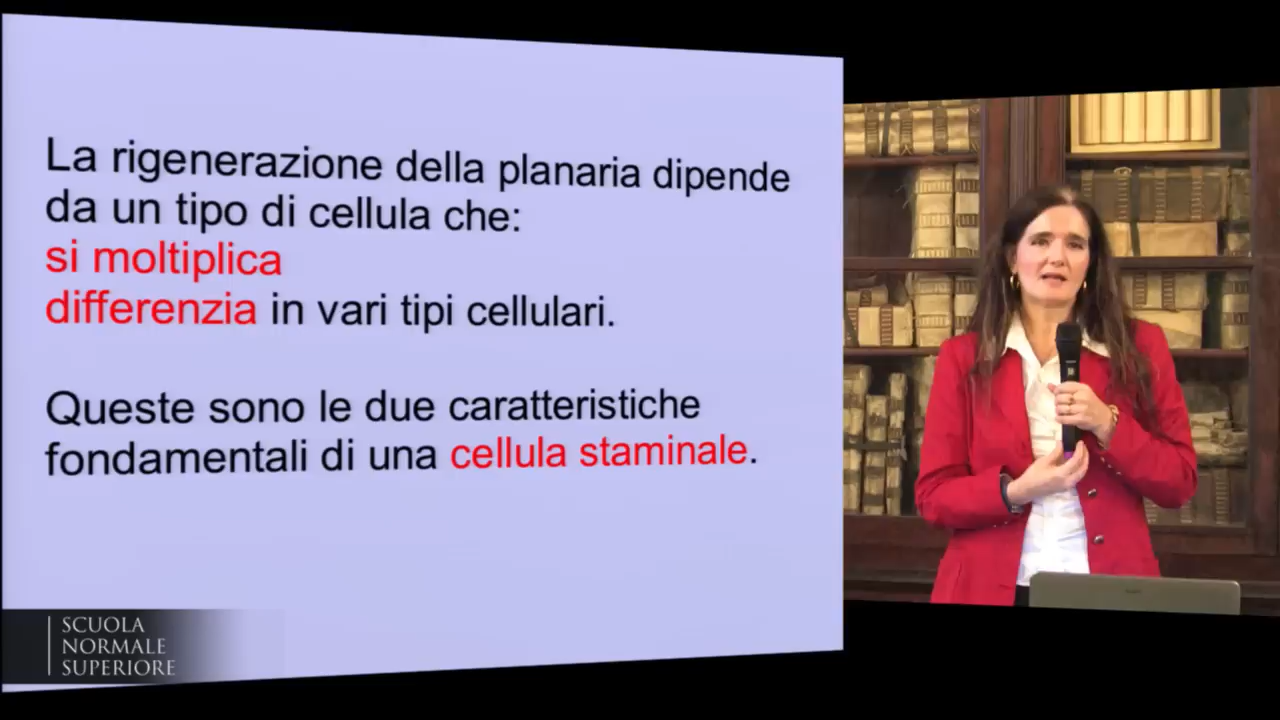 La rigenerazione della planaria dipende
da un tipo di cellula che:
si moltiplica
differenzia in vari tipi cellulari.
Queste sono le due caratteristiche
fondamentali di una cellula staminale.
SCUOLA
NORMALE
SUPERIORE